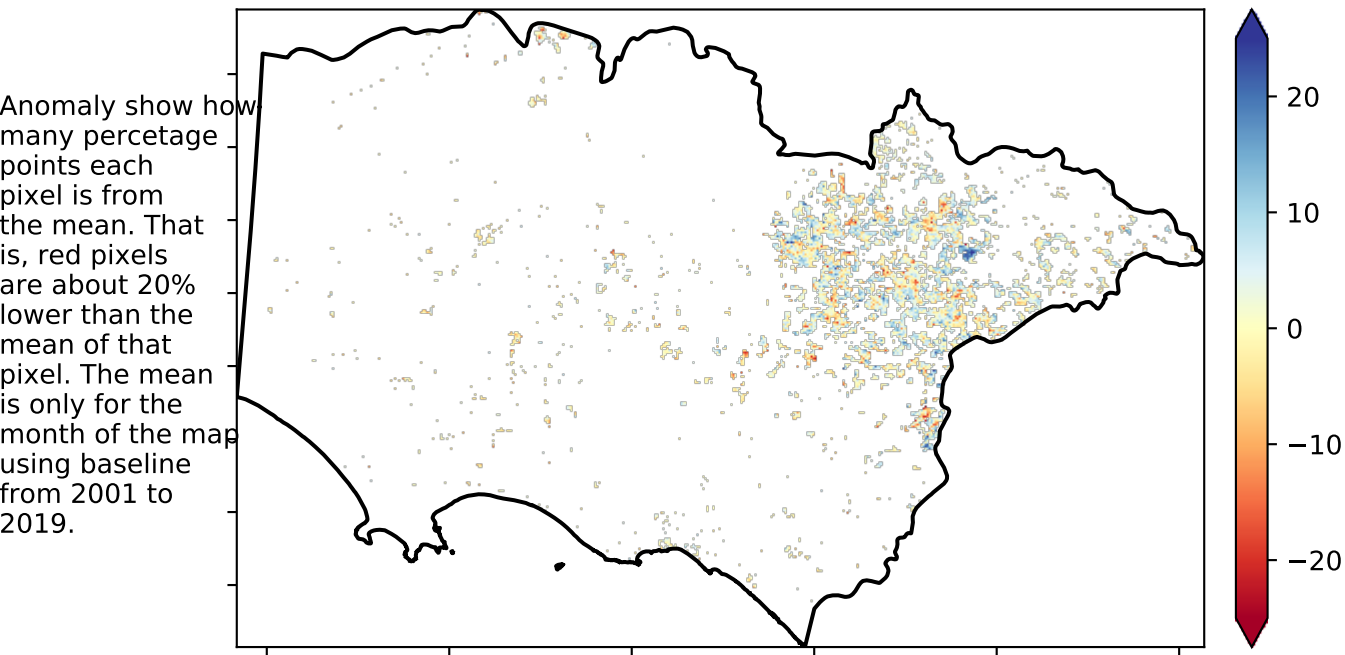 Anomaly show how
many percetage
points each
pixel is from
the mean. That
is, red pixels
are about 20%
lower than the
mean of that
pixel. The mean
is only for the
month of the map
using baseline
from 2001 to
2019.
20
10
0
−10
−20